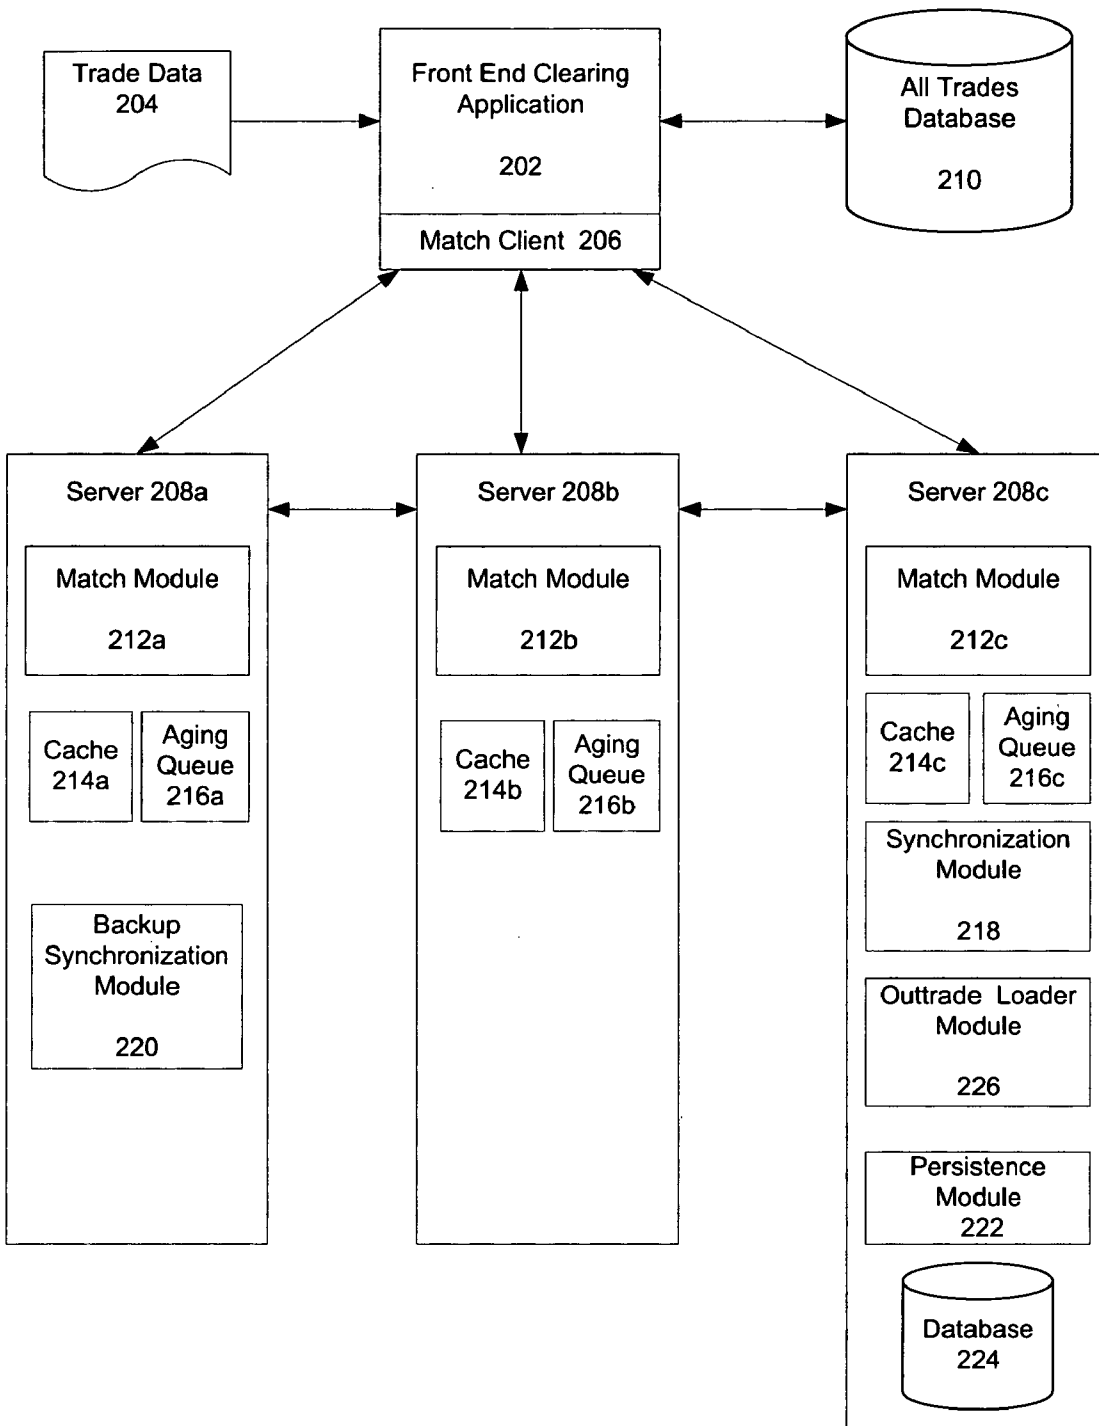 Trade Data
204
Front End Clearing
Application
202
Match Client 206
All Trades
Database
210
Server 208a
Match Module
212a
Cache
214a
Aging
Queue
216a
Backup
Synchronization
Module
220
Server 208b
Match Module
212b
Cache
214b
Aging
Queue
216b
Server 208c
Match Module
212c
Cache
214c
Aging
Queue
216c
Synchronization
Module
218
Outtrade Loader
Module
226
Persistence
Module
222
Database
224